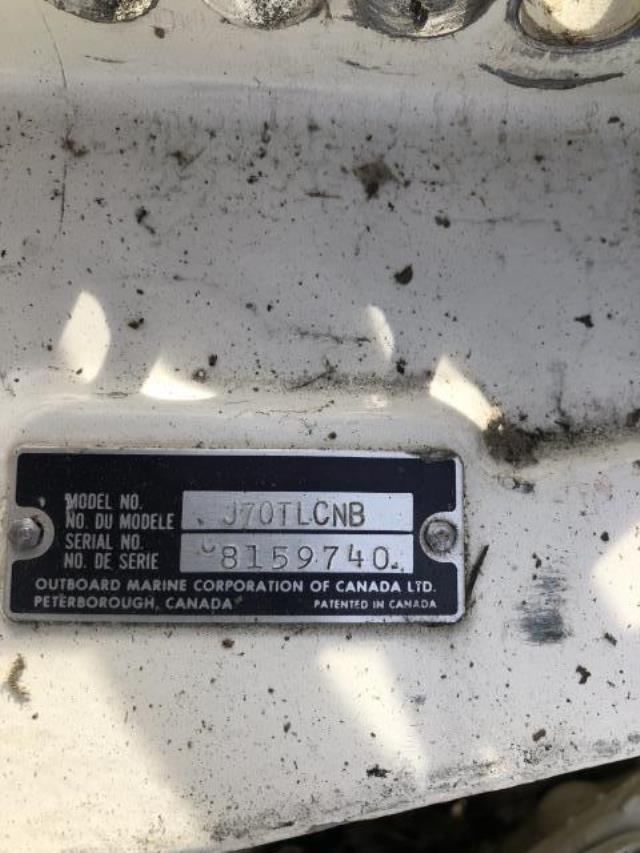 MODEL NO.
NO. DU MODELE J70TLCNB
SERIAL NO.
NO. DE SERIE 8159740
OUTBOARD MARINE CORPORATION OF CANADA LTD.
PETERBOROUGH, CANADA PATENTED IN CANADA